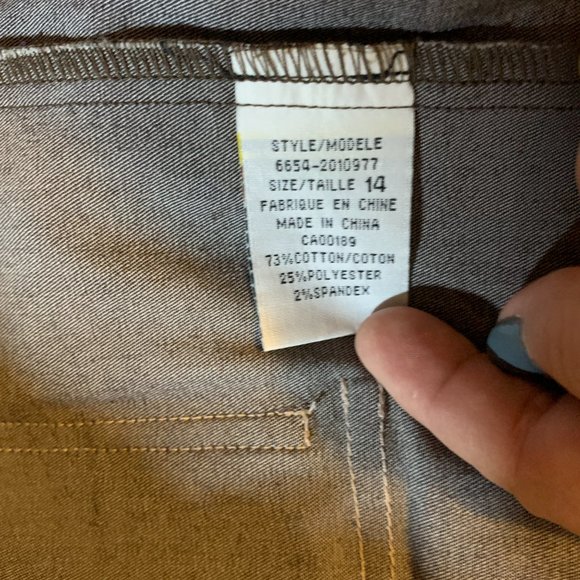 STYLE/MODELE
6654-2010977
SIZE/TAILLE 14
FABRIQUE EN CHINE
MADE IN CHINA
CA00189
73%COTTON/COTON
25%POLYESTER
2%SPANDEX